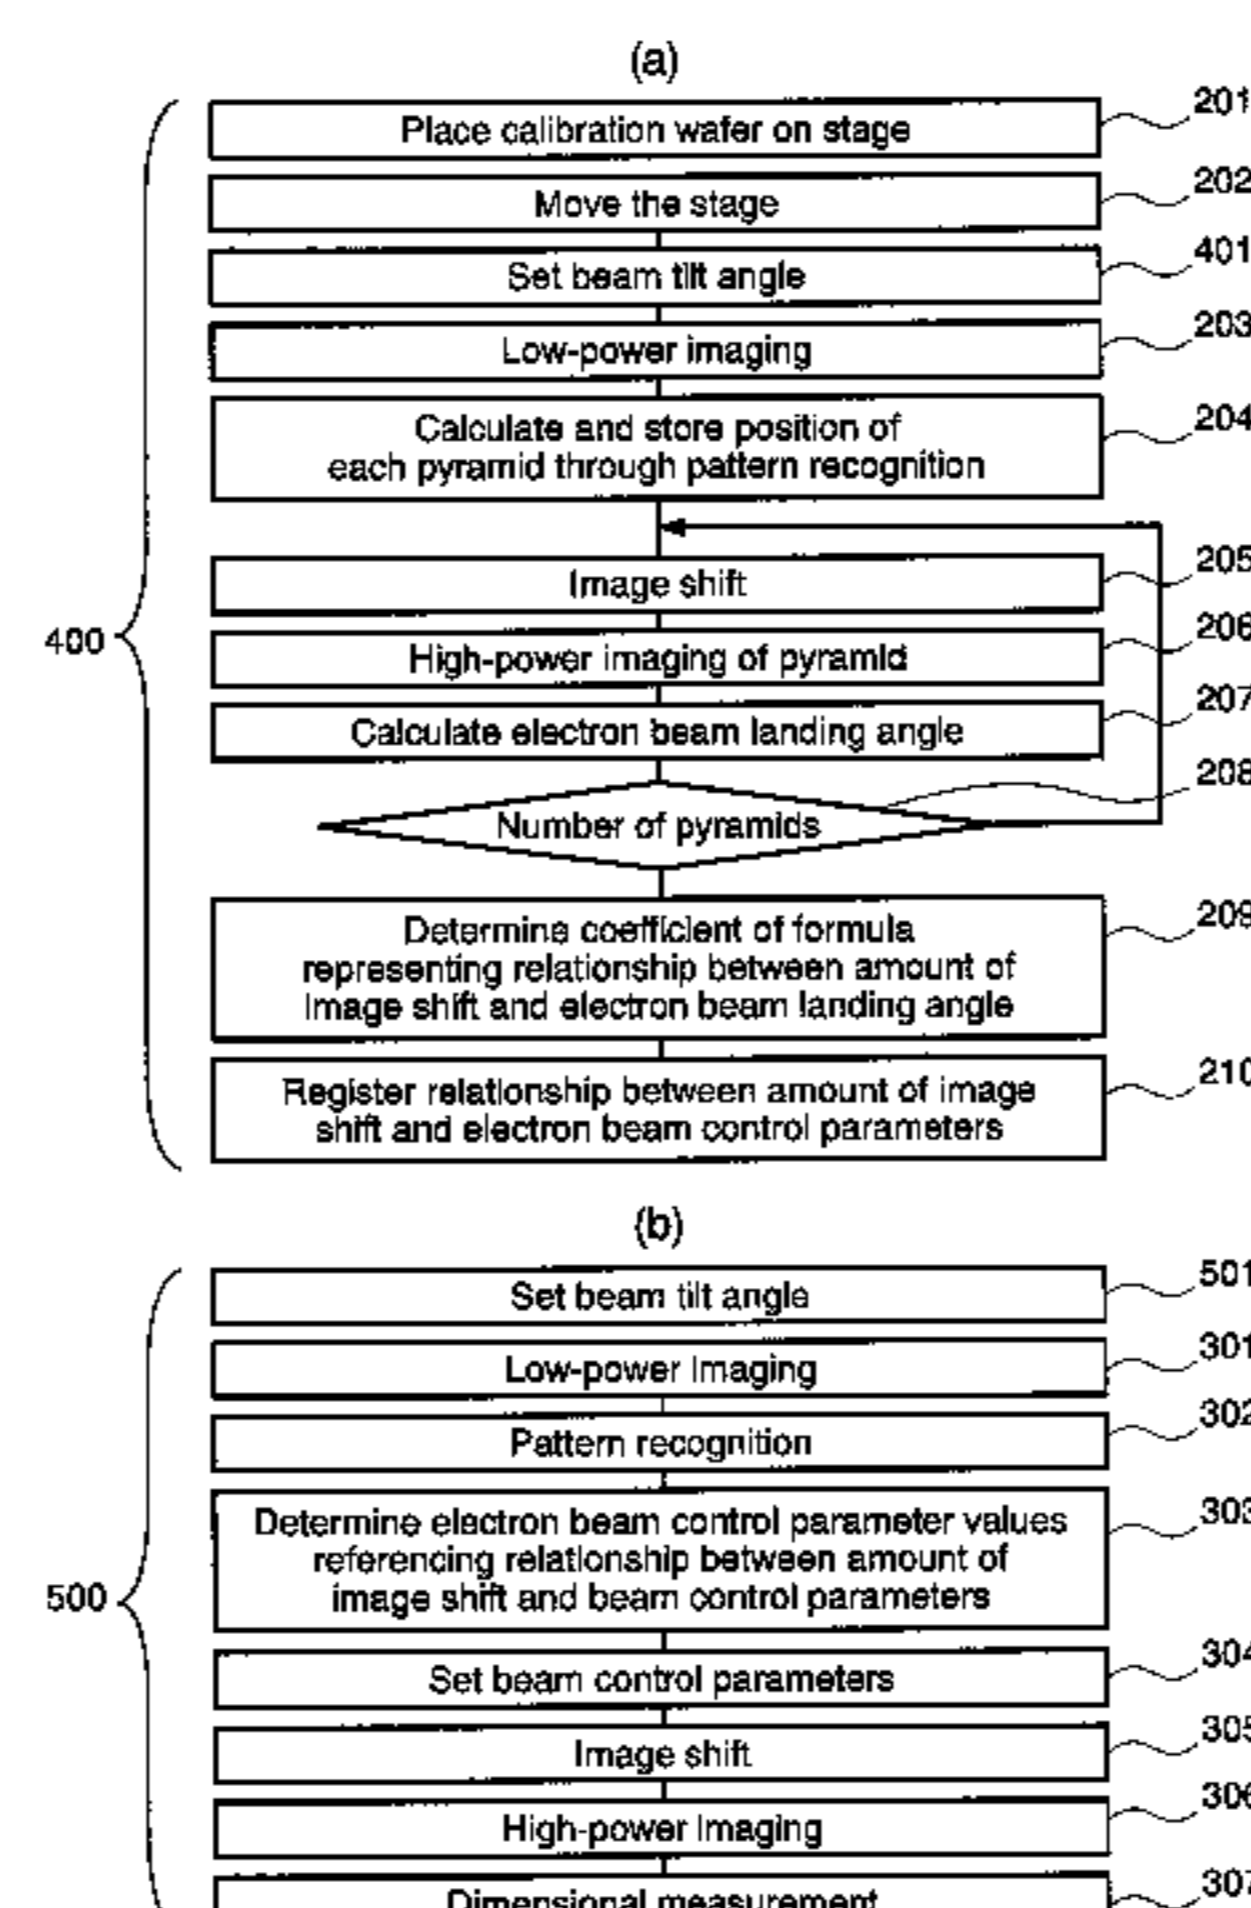 (a)
Place calibration wafer on stage
201
Move the stage
202
Set beam tilt angle
401
Low-power imaging
203
Calculate and store position of
each pyramid through pattern recognition
204
Image shift
205
High-power imaging of pyramid
206
Calculate electron beam landing angle
207
Number of pyramids
208
Determine coefficient of formula
representing relationship between amount of
image shift and electron beam landing angle
209
Register relationship between amount of image
shift and electron beam control parameters
210
400
(b)
Set beam tilt angle
501
Low-power imaging
301
Pattern recognition
302
Determine electron beam control parameter values
referencing relationship between amount of
image shift and beam control parameters
303
Set beam control parameters
304
Image shift
305
High-power imaging
306
Dimensional measurement
307
500